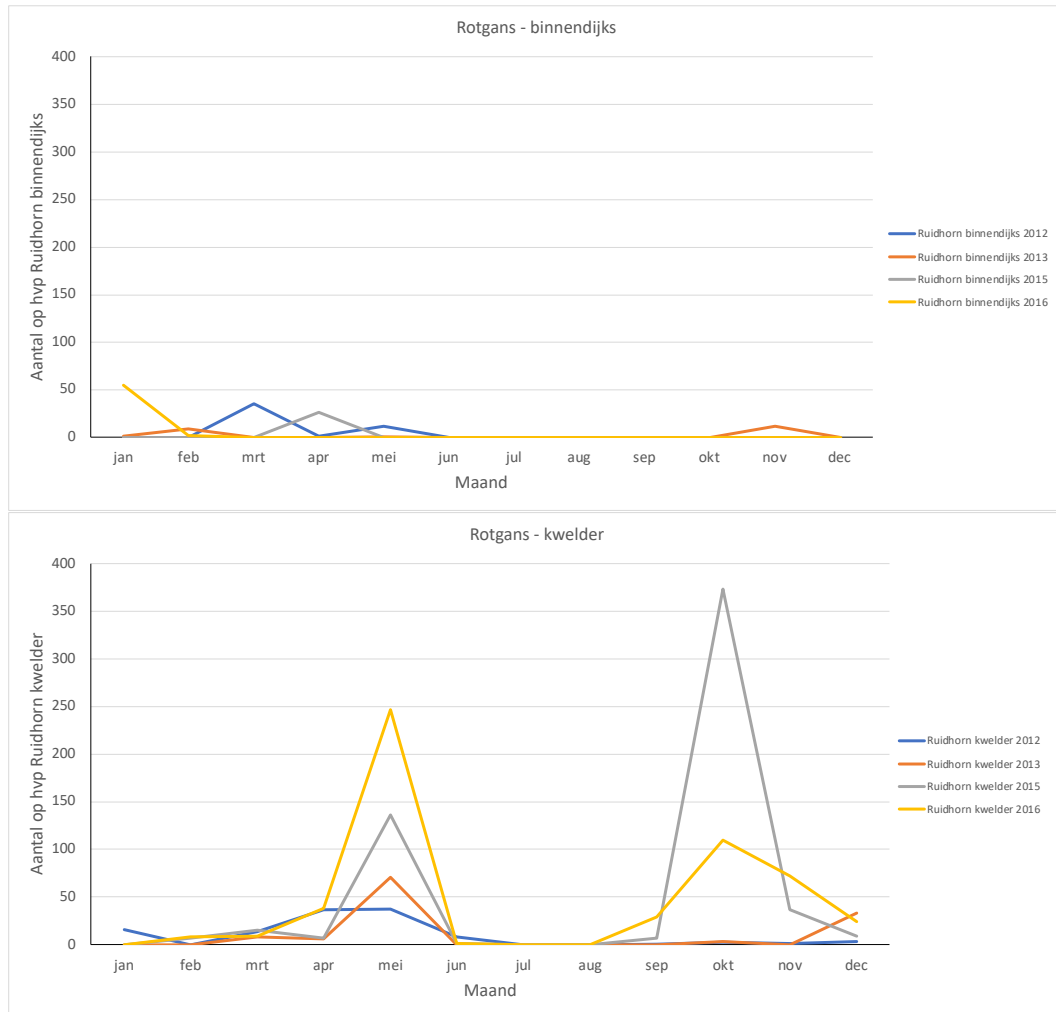 Rotgans - binnendijks
Aantal op hvp Ruidhorn binnendijks
400
350
300
250
200
150
100
50
0
jan feb mrt apr mei jun jul aug sep okt nov dec
Maand
Ruidhorn binnendijks 2012
Ruidhorn binnendijks 2013
Ruidhorn binnendijks 2015
Ruidhorn binnendijks 2016
Rotgans - kwelder
Aantal op hvp Ruidhorn kwelder
400
350
300
250
200
150
100
50
0
jan feb mrt apr mei jun jul aug sep okt nov dec
Maand
Ruidhorn kwelder 2012
Ruidhorn kwelder 2013
Ruidhorn kwelder 2015
Ruidhorn kwelder 2016